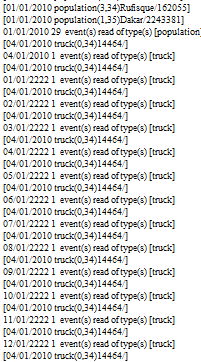 [01/01/2010 population(3,34)Rufisque/162055]
[01/01/2010 population(1,35)Dakar/2243381]
01/01/2010 29 event(s) read of type(s) [population
[04/01/2010 truck(0,34)14464/]
04/01/2010 1 event(s) read of type(s) [truck]
[04/01/2010 truck(0,34)14464/]
01/01/2222 1 event(s) read of type(s) [truck]
[04/01/2010 truck(0,34)14464/]
02/01/2222 1 event(s) read of type(s) [truck]
[04/01/2010 truck(0,34)14464/]
03/01/2222 1 event(s) read of type(s) [truck]
[04/01/2010 truck(0,34)14464/]
04/01/2222 1 event(s) read of type(s) [truck]
[04/01/2010 truck(0,34)14464/]
05/01/2222 1 event(s) read of type(s) [truck]
[04/01/2010 truck(0,34)14464/]
06/01/2222 1 event(s) read of type(s) [truck]
[04/01/2010 truck(0,34)14464/]
07/01/2222 1 event(s) read of type(s) [truck]
[04/01/2010 truck(0,34)14464/]
08/01/2222 1 event(s) read of type(s) [truck]
[04/01/2010 truck(0,34)14464/]
09/01/2222 1 event(s) read of type(s) [truck]
[04/01/2010 truck(0,34)14464/]
10/01/2222 1 event(s) read of type(s) [truck]
[04/01/2010 truck(0,34)14464/]
11/01/2222 1 event(s) read of type(s) [truck]
[04/01/2010 truck(0,34)14464/]
12/01/2222 1 event(s) read of type(s) [truck]
[04/01/2010 truck(0,34)14464/]